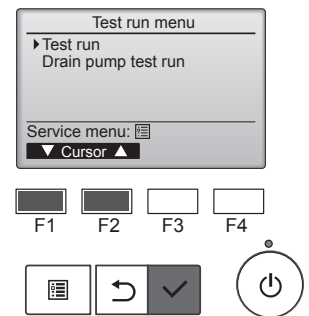 Test run menu
Test run
Drain pump test run
Service menu:
Cursor
F1 F2 F3 F4